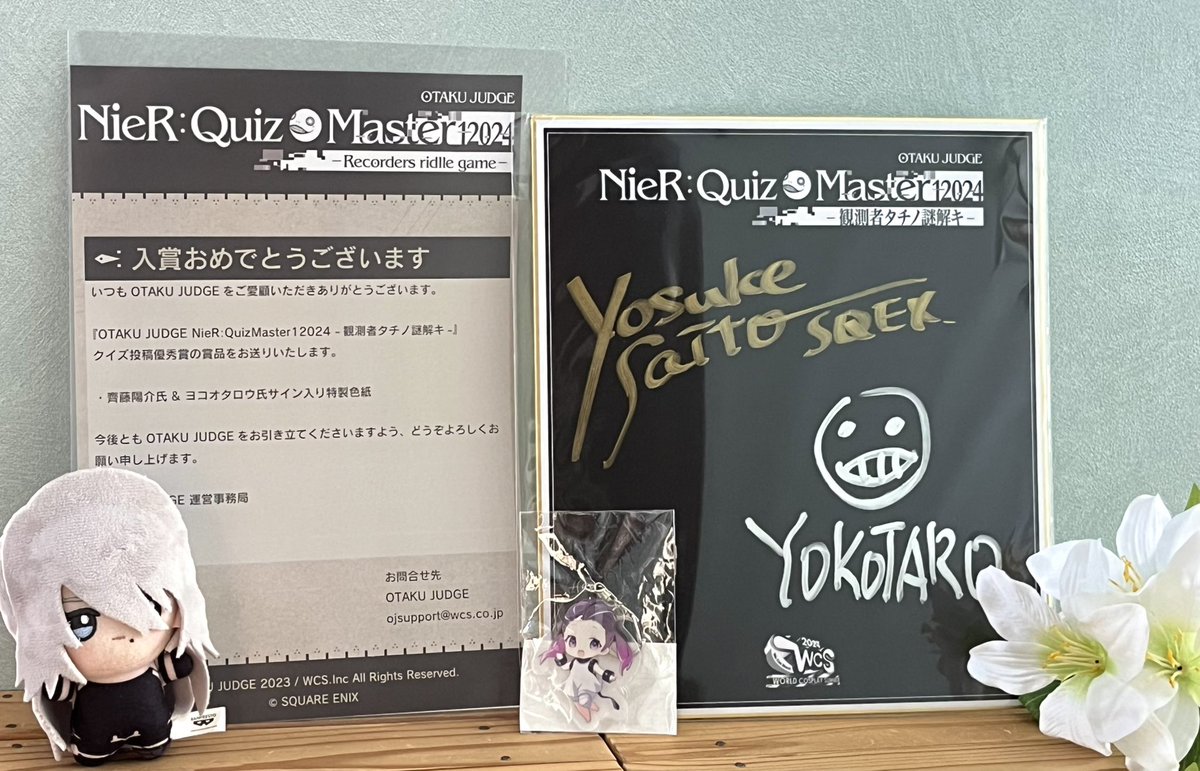 OTAKU JUDGE
NieR:Quiz Master12024
-Recorders ridlle game-
入賞おめでとうございます
いつも OTAKU JUDGE をご愛顧いただきありがとうございます。
『OTAKU JUDGE NieR:QuizMaster12024 – 観測者タチノ謎解キ –』
クイズ投稿優秀賞の賞品をお送りいたします。
・齊藤陽介氏 & ヨコオタロウ氏サイン入り特製色紙
今後とも OTAKU JUDGE をお引き立てくださいますよう、どうぞよろしくお
願い申し上げます。
GE 運営事務局
お問合せ先
OTAKU JUDGE
ojsupport@wcs.co.jp
U JUDGE 2023 / WCS.Inc All Rights Reserved.
© SQUARE ENIX
BANPRESTO
OTAKU JUDGE
NieR:Quiz Master12024
-観測者タチノ謎解キ-
Yosuke
Saito SQEX
YOKOTARO
WCS
WORLD COSPLAY SUMMIT